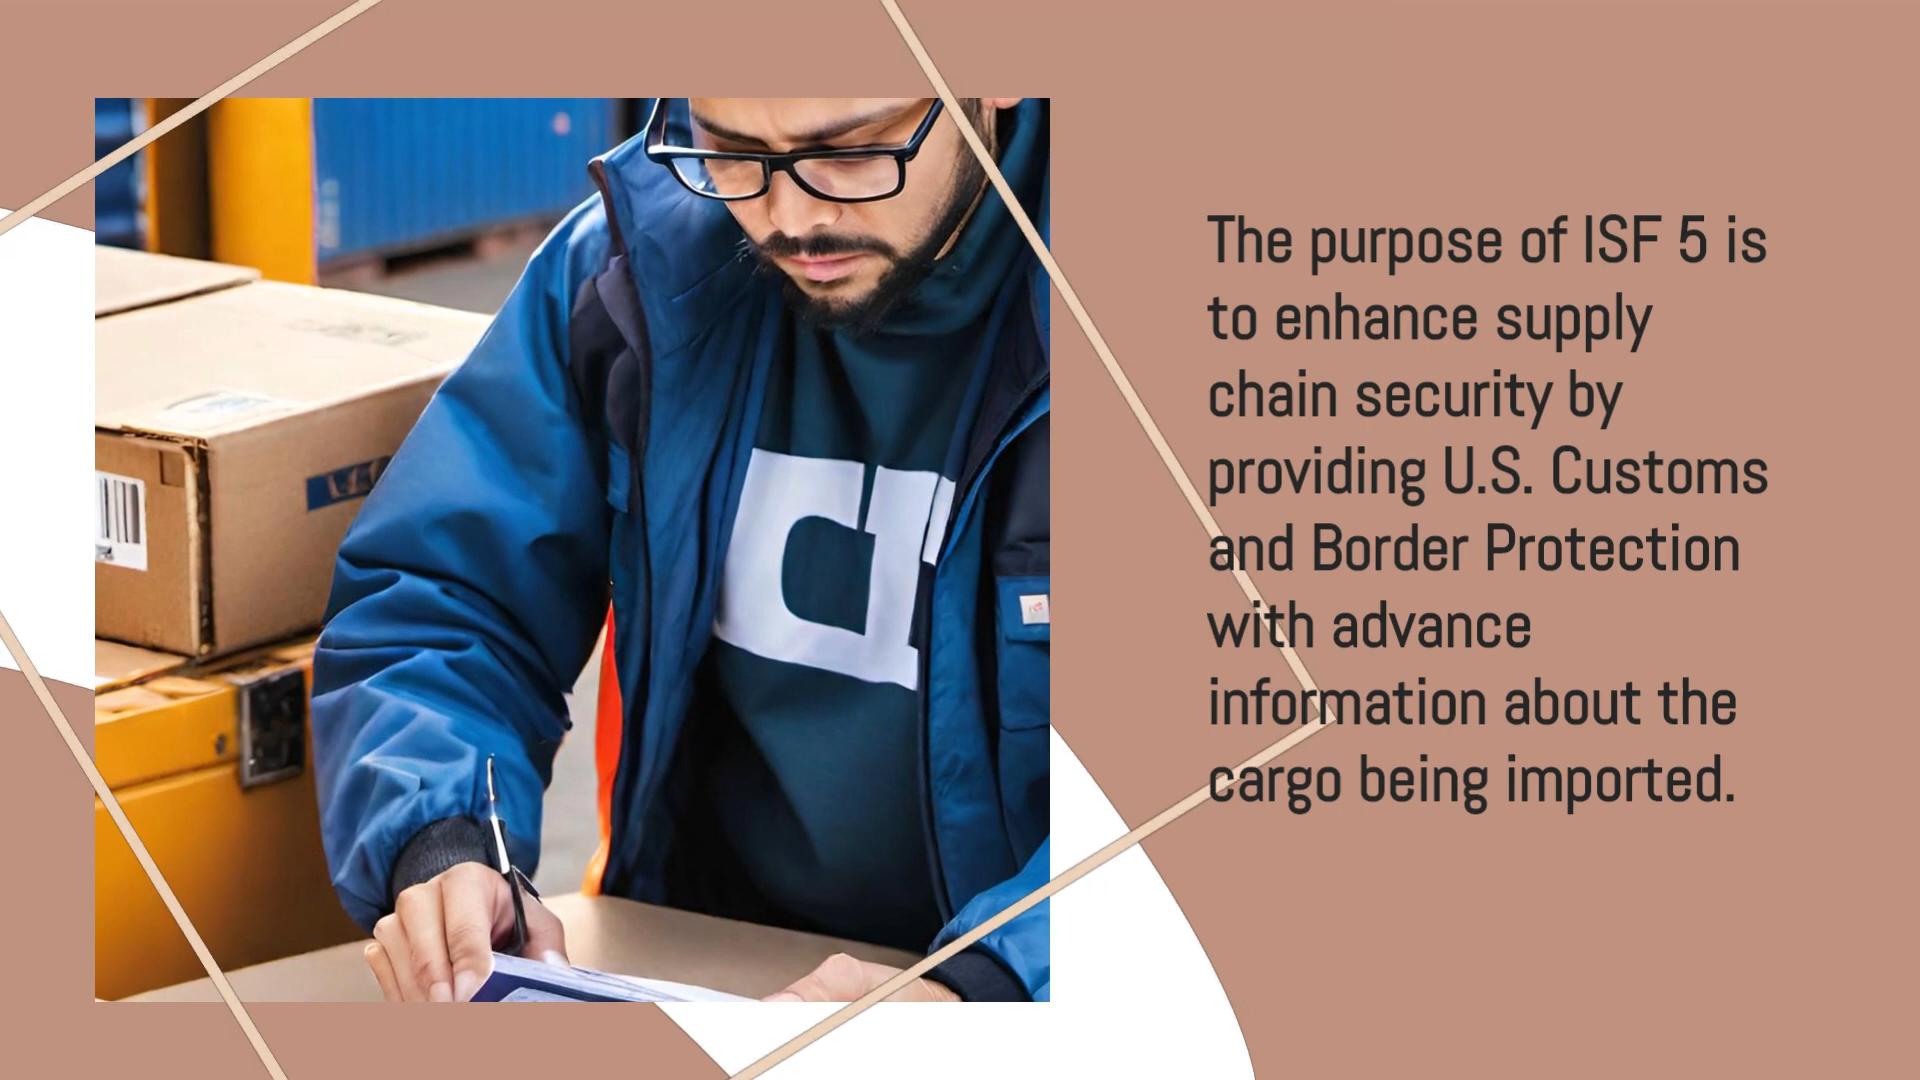 The purpose of ISF 5 is
to enhance supply
chain security by
providing U.S. Customs
and Border Protection
with advance
information about the
cargo being imported.